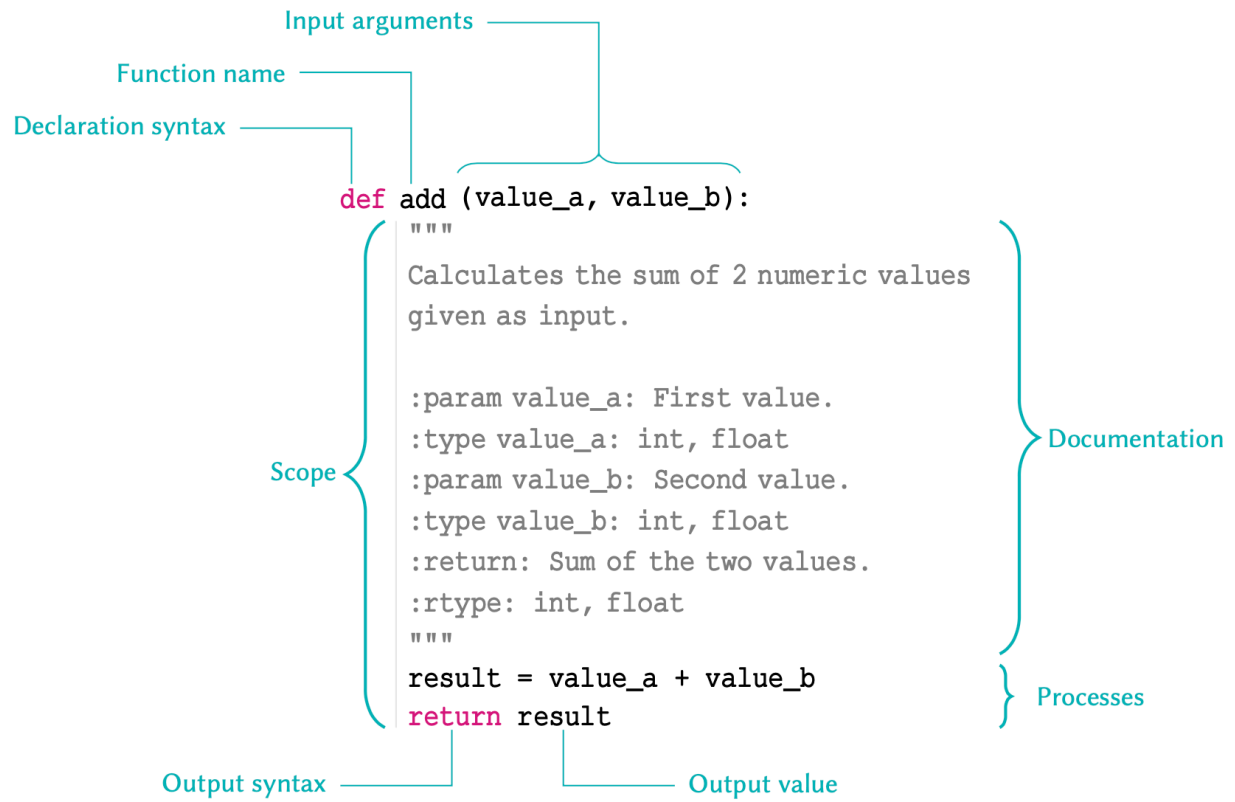 Input arguments
Function name
Declaration syntax
def add (value_a, value_b):
"""
Calculates the sum of 2 numeric values
given as input.
:param value_a: First value.
:type value_a: int, float
Documentation
:param value_b: Second value.
Scope
:type value_b: int, float
:return: Sum of the two values.
:rtype: int, float
"""
result = value_a + value_b
Processes
return result
Output syntax
Output value